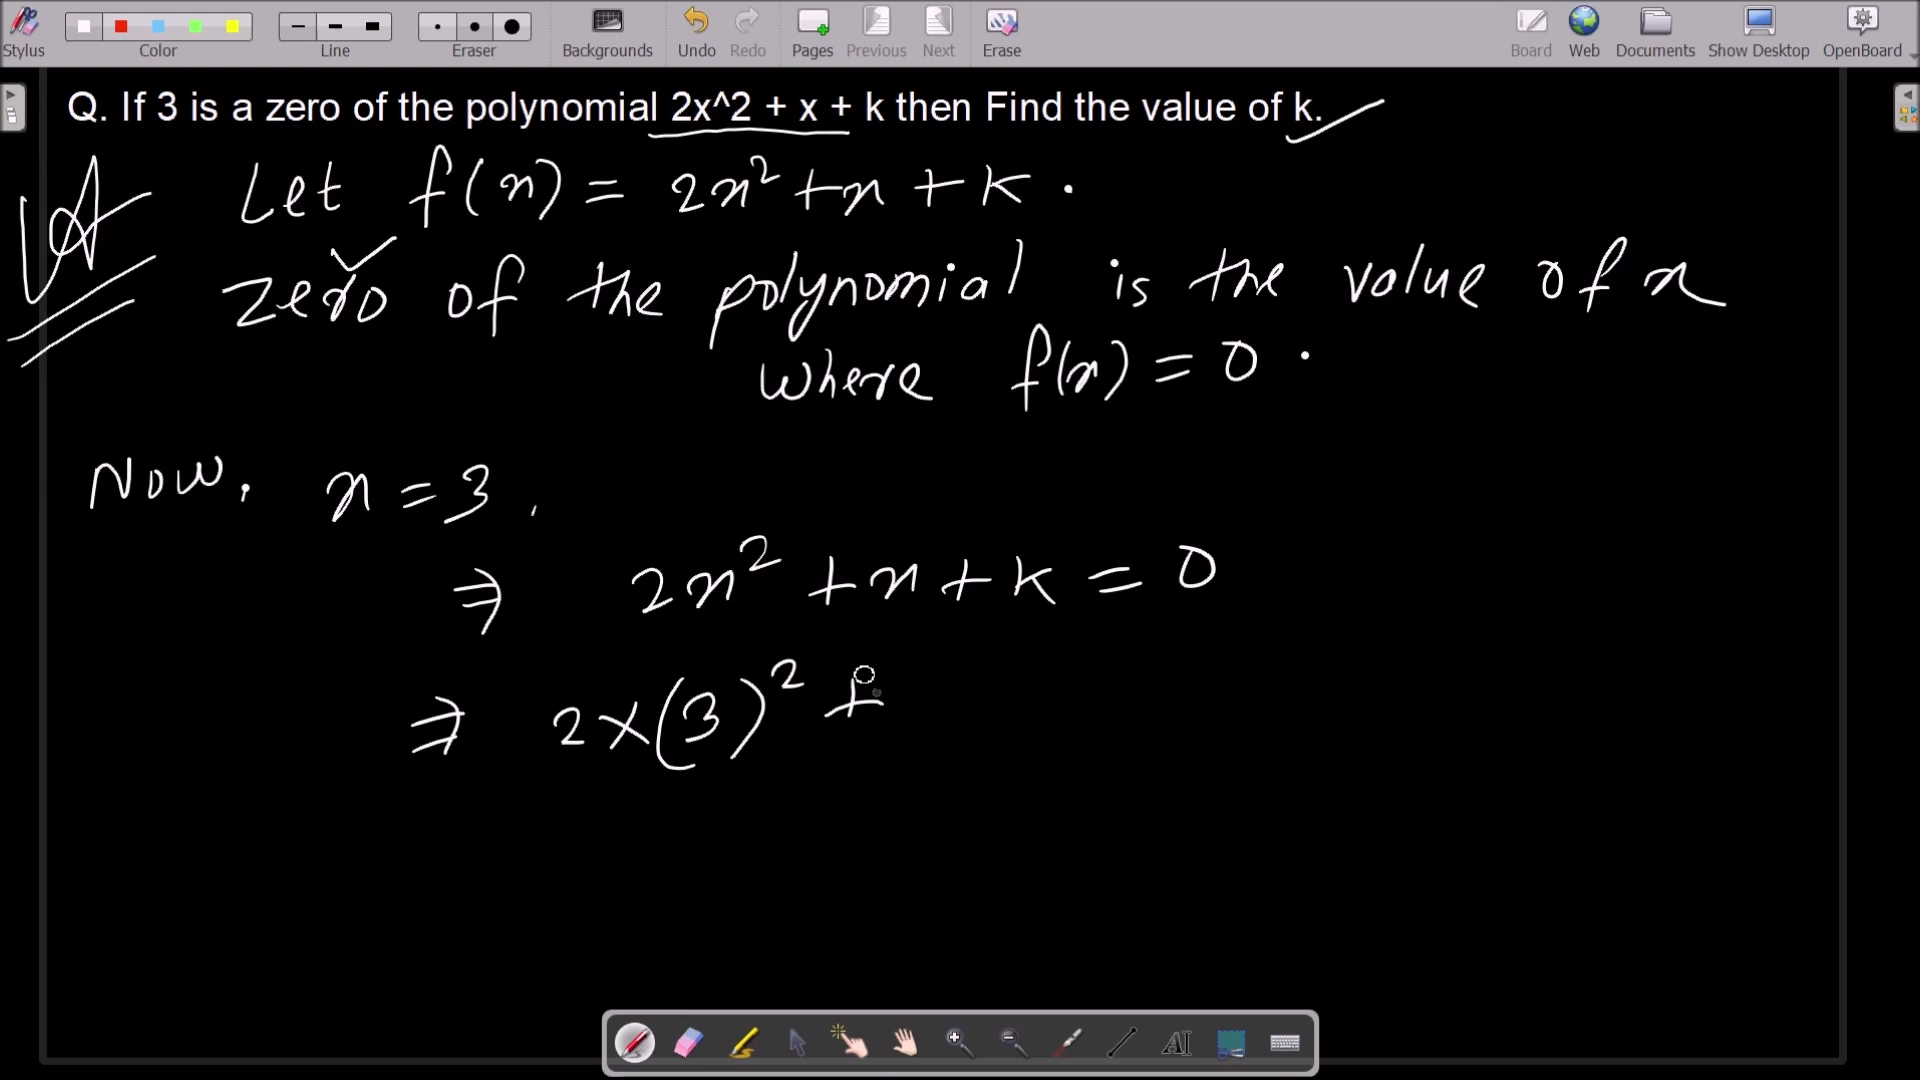 Stylus Color Line Eraser Backgrounds Undo Redo Pages Previous Next Erase Board Web Documents Show Desktop OpenBoard
Q. If 3 is a zero of the polynomial 2x^2 + x + k then Find the value of k.
Let f(x) = 2x² + x + k .
zero of the polynomial is the value of x
where f(x) = 0 .
Now, x = 3 ,
⇒ 2x² + x + k = 0
⇒ 2×(3)² +